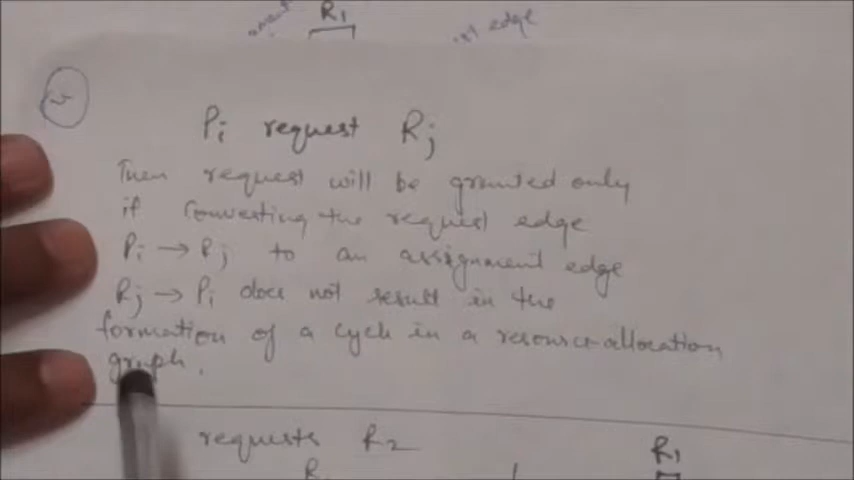 R1
edge
Pi request Rj
Then request will be granted only
if converting the request edge
Pi → Rj to an assignment edge
Rj → Pi does not result in the
formation of a cycle in a resource-allocation
graph.
requests R2
R1
R